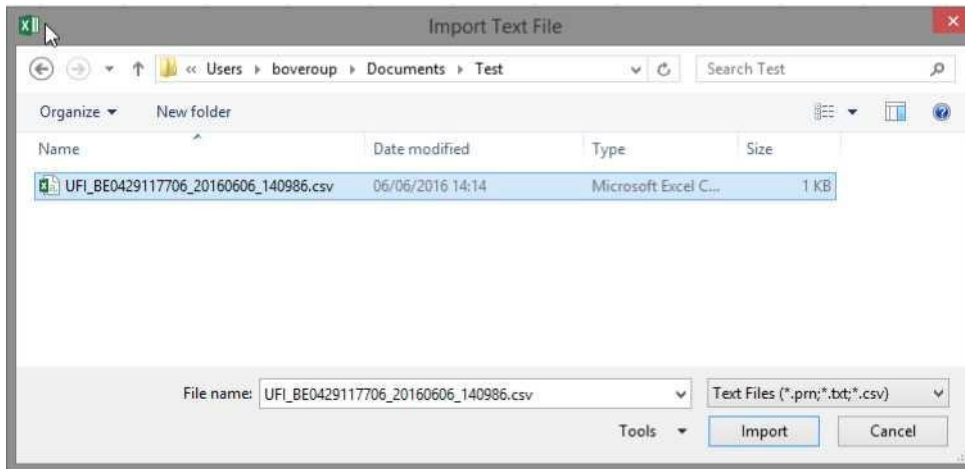 Import Text File
« Users Documents boveroup Test Search Test
Organize New folder
Name Date modified Type Size
UFI_BE0429117706_20160606_140986.csv 06/06/2016 14:14 Microsoft Excel C... 1 KB
File name: UFI_BE0429117706_20160606_140986.csv Text Files (*.prn;*.txt;*.csv)
Tools Import Cancel